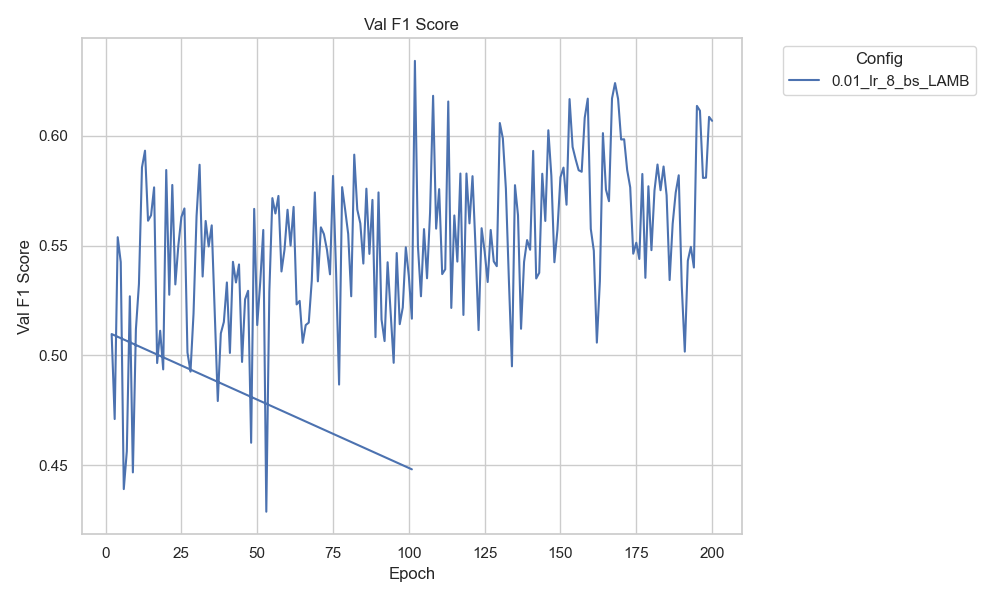 Val F1 Score
Config
0.01_lr_8_bs_LAMB
Val F1 Score
0.60
0.55
0.50
0.45
0 25 50 75 100 125 150 175 200
Epoch